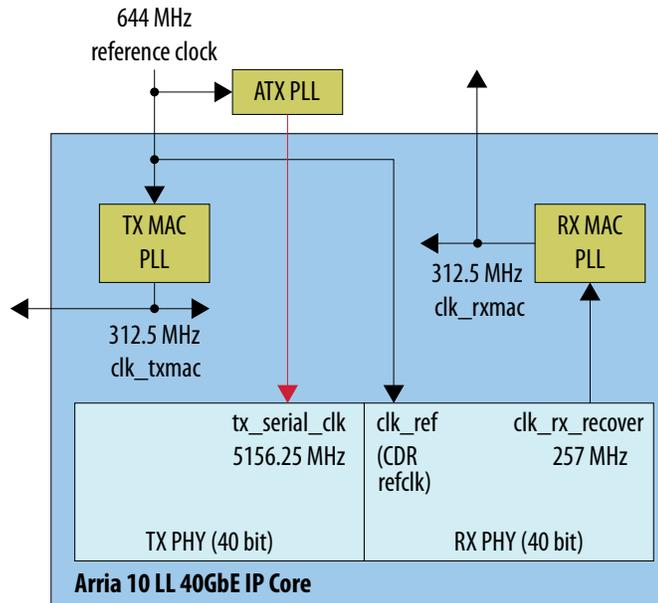 644 MHz
reference clock
ATX PLL
TX MAC
PLL
RX MAC
PLL
312.5 MHz
clk_rxmac
312.5 MHz
clk_txmac
tx_serial_clk
5156.25 MHz
clk_ref
(CDR
refclk)
clk_rx_recover
257 MHz
TX PHY (40 bit)
RX PHY (40 bit)
Arria 10 LL 40GbE IP Core